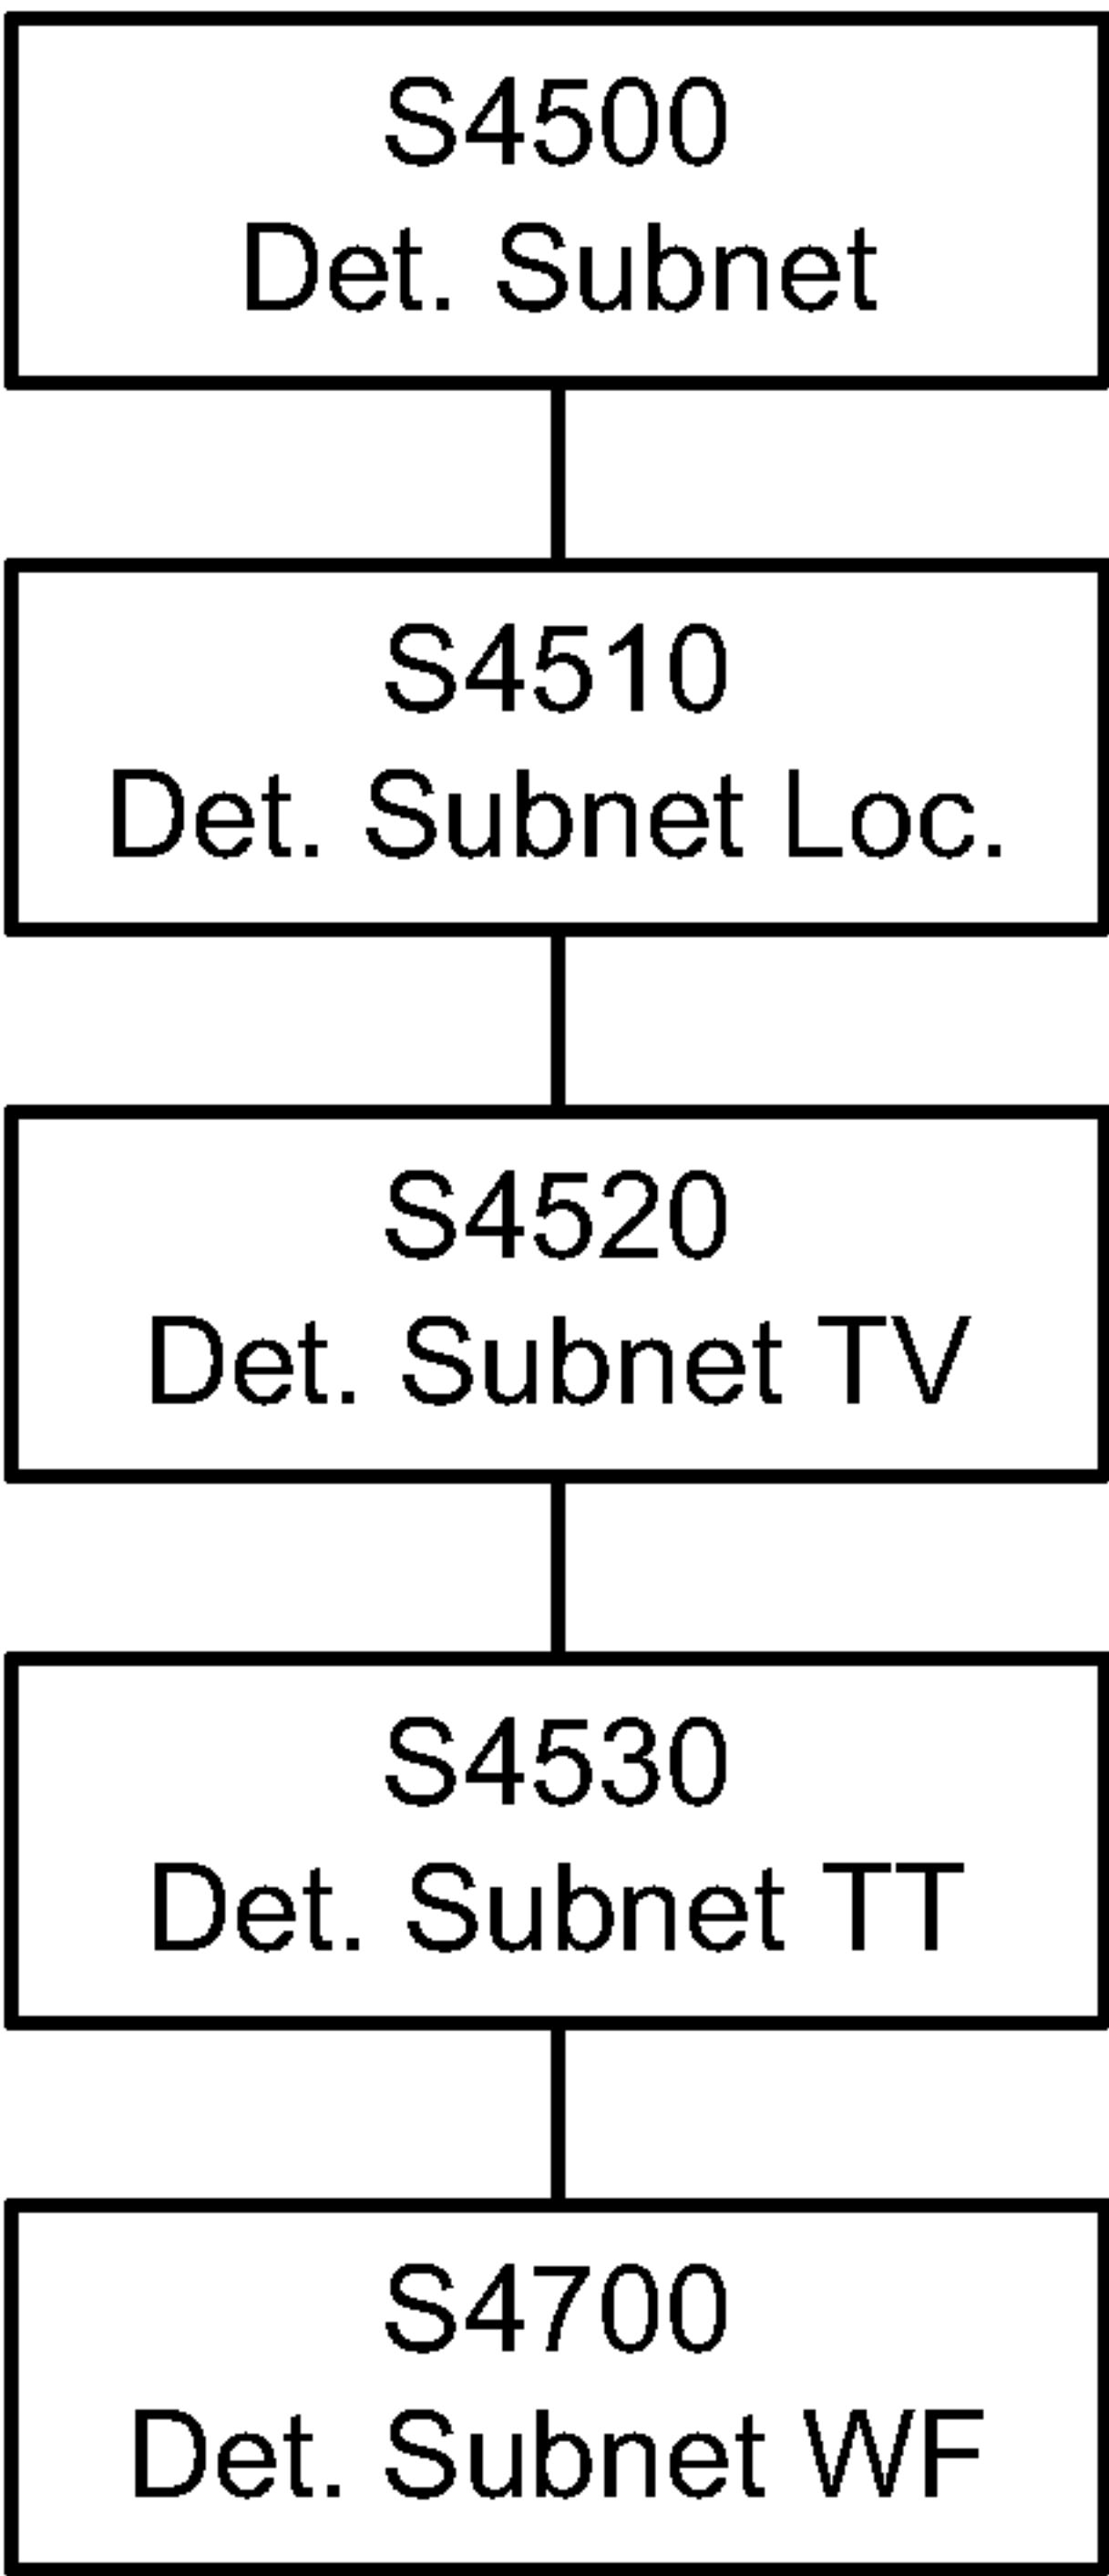 S4500
Det. Subnet
S4510
Det. Subnet Loc.
S4520
Det. Subnet TV
S4530
Det. Subnet TT
S4700
Det. Subnet WF